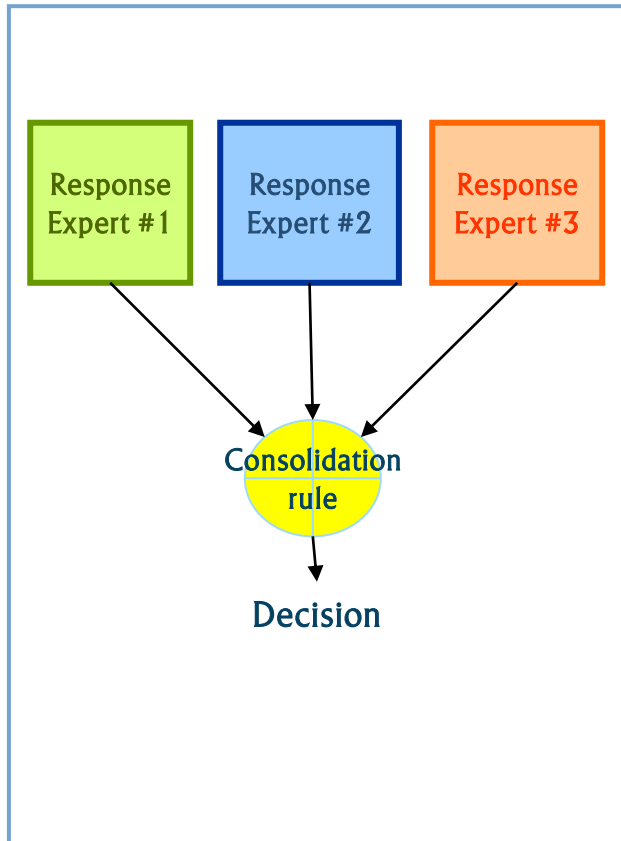 Response
Expert #1
Response
Expert #2
Response
Expert #3
Consolidation
rule
Decision